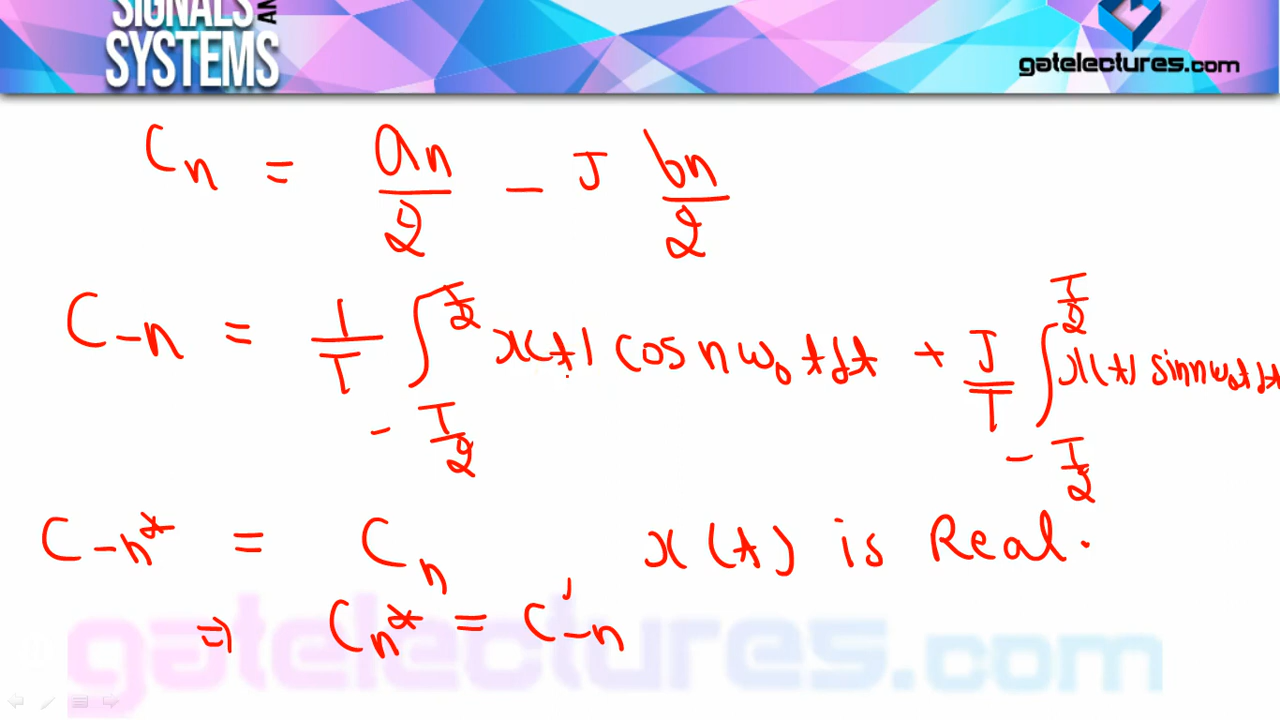 SIGNALS AN
SYSTEMS
gatelectures.com
Cn = an/2 - J bn/2
C-n = 1/T ∫_{-T/2}^{T/2} x(t) cos nω₀t dt + J/T ∫_{-T/2}^{T/2} x(t) sin nω₀t dt
C-n* = Cn x(t) is Real.
⇒ Cn* = C-n
gatelectures.com